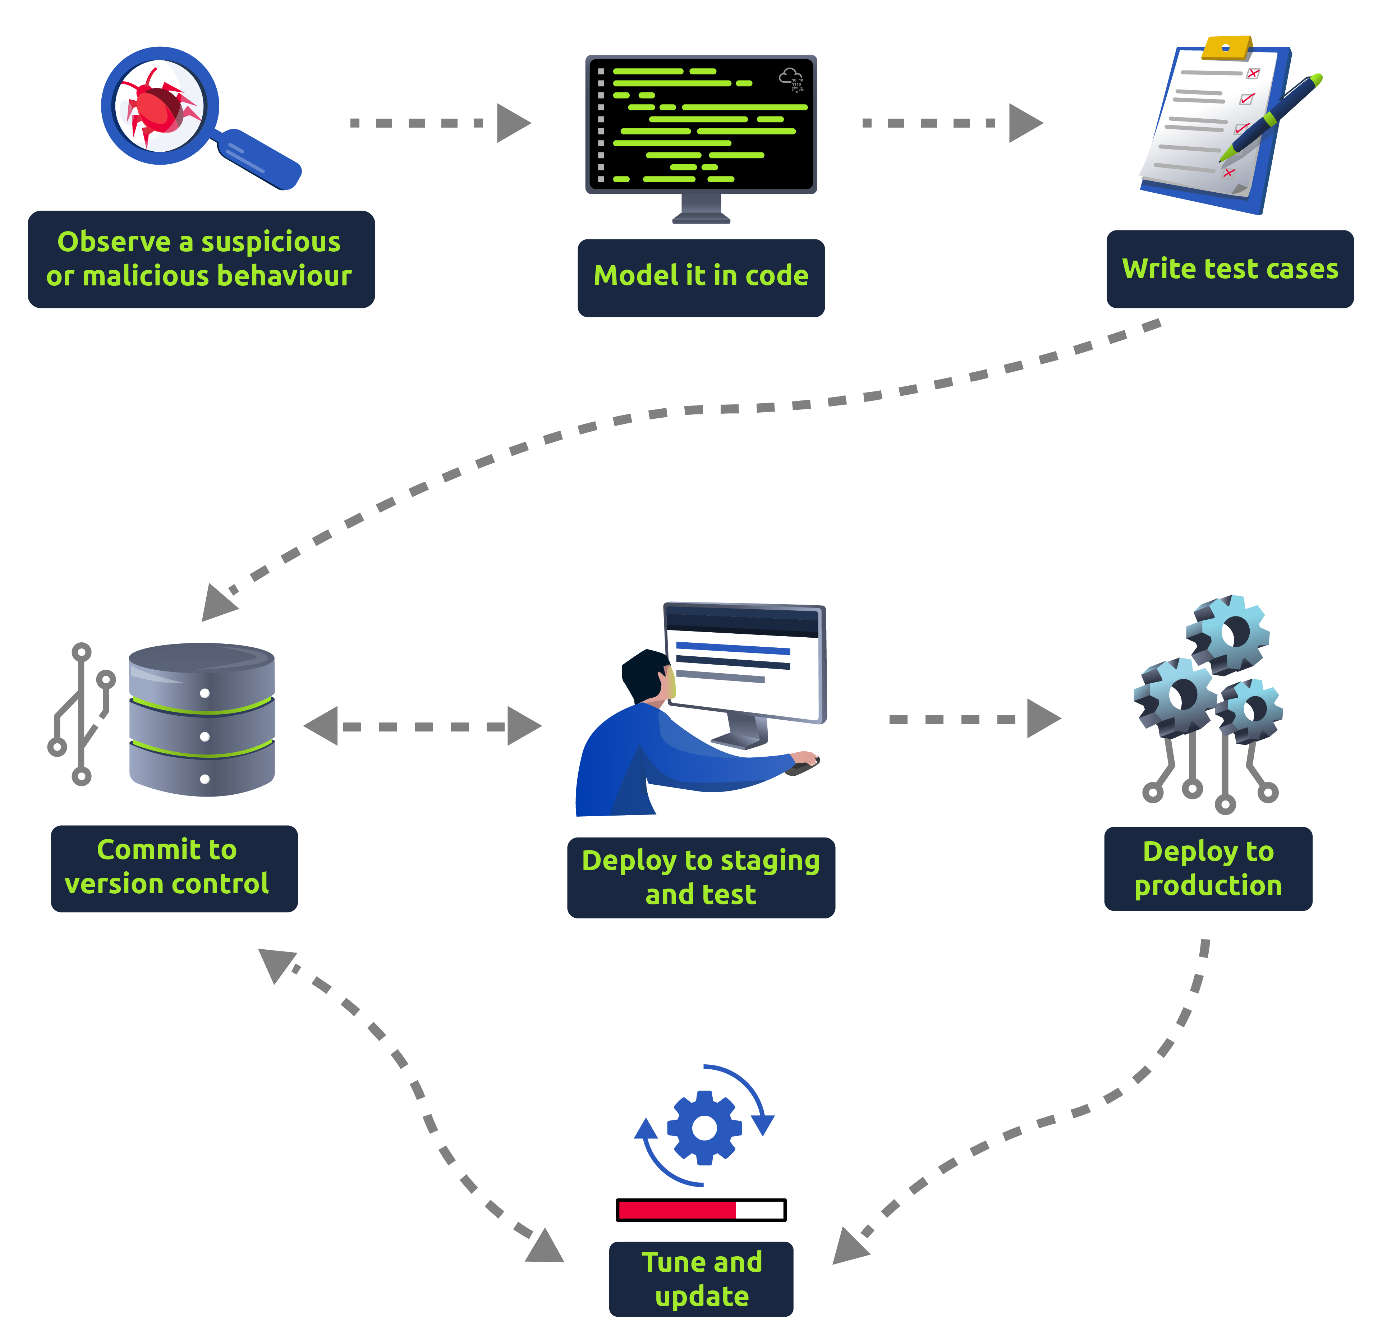 Observe a suspicious
or malicious behaviour
Model it in code
Write test cases
Commit to
version control
Deploy to staging
and test
Deploy to
production
Tune and
update